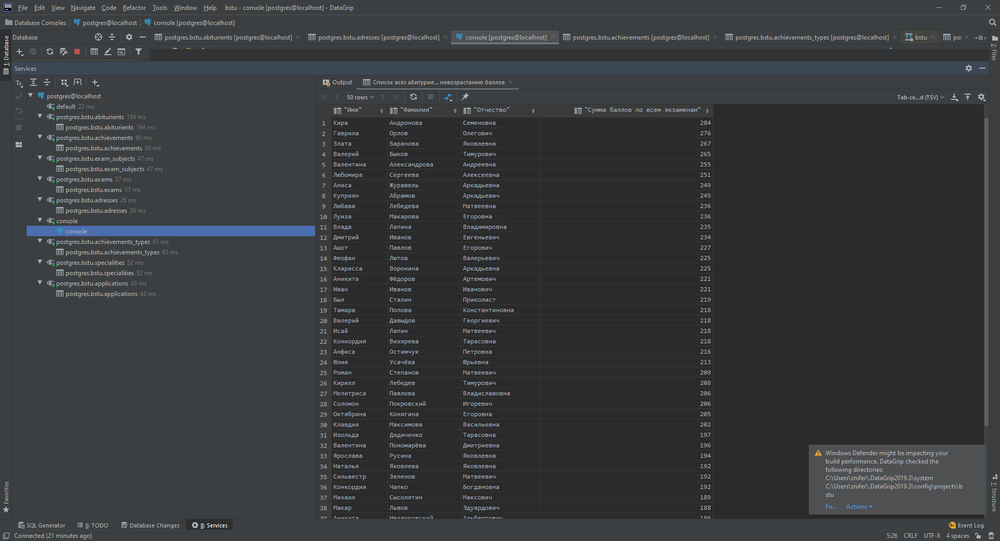 DG File Edit View Navigate Code Refactor Tools Window Help bstu - console [postgres@localhost] - DataGrip
Database Consoles postgres@localhost console [postgres@localhost]
Database postgres.bstu.abiturients [postgres@localhost] postgres.bstu.adresses [postgres@localhost] console [postgres@localhost] postgres.bstu.achievements [postgres@localhost] postgres.bstu.achievements_types [postgres@localhost] bstu 4
1: Database
2: Files
Services
Tx
Output Список всех абитурие... невозрастанию баллов
50 rows Tab-se...d (TSV)
postgres@localhost
default 22 ms
postgres.bstu.abiturients 194 ms
postgres.bstu.abiturients 194 ms
postgres.bstu.achievements 60 ms
postgres.bstu.achievements 60 ms
postgres.bstu.exam_subjects 47 ms
postgres.bstu.exam_subjects 47 ms
postgres.bstu.exams 57 ms
postgres.bstu.exams 57 ms
postgres.bstu.adresses 26 ms
postgres.bstu.adresses 26 ms
console
console
postgres.bstu.achievements_types 83 ms
postgres.bstu.achievements_types 83 ms
postgres.bstu.specialities 52 ms
postgres.bstu.specialities 52 ms
postgres.bstu.applications 43 ms
postgres.bstu.applications 43 ms
"Имя" "Фамилия" "Отчество" "Сумма баллов по всем экзаменам"
1 Кира Андронова Семеновна 284
2 Гаврила Орлов Олегович 276
3 Злата Баранова Яковлевна 267
4 Валерий Быков Тимурович 265
5 Валентина Александрова Андреевна 255
6 Любомира Сергеева Алексеевна 251
7 Алиса Журавель Аркадьевна 249
8 Куприян Абрамов Аркадьевич 245
9 Любава Лебедева Матвеевна 236
10 Луиза Макарова Егоровна 236
11 Влада Лапина Владимировна 235
12 Дмитрий Иванов Евгеньевич 234
13 Ашот Павлов Егорович 227
14 Феофан Лютов Валерьевич 225
15 Кларисса Воронина Аркадьевна 225
16 Аникита Фёдоров Артемович 221
17 Иван Иванов Иванович 221
18 Был Сталин Приколист 219
19 Тамара Попова Константиновна 218
20 Валерий Давыдов Георгиевич 218
21 Исай Лапин Матвеевич 218
22 Конкордия Вихирева Тарасовна 218
23 Анфиса Остимчук Петровна 216
24 Юлия Усачёва Юрьевна 213
25 Роман Степанов Матвеевич 209
26 Кирилл Лебедев Тимурович 208
27 Мелитриса Павлова Владиславовна 206
28 Соломон Покровский Игоревич 206
29 Октябрина Конягина Егоровна 205
30 Клавдия Максимова Васильевна 202
31 Изольда Дидиченко Тарасовна 197
32 Валентина Пономарёва Дмитриевна 196
33 Ярослава Русина Яковлевна 194
34 Наталья Яковлева Яковлевна 192
35 Сильвестр Зеленов Матвеевич 192
36 Конкордия Чапко Богдановна 192
37 Михаил Сысолятин Максович 189
38 Макар Львов Эдуардович 188
39 Аникита Недашковский Альбертович 186
Windows Defender might be impacting your
build performance. DataGrip checked the
following directories:
C:\Users\znifer\.DataGrip2019.3\system
C:\Users\znifer\.DataGrip2019.3\config\projects\b
stu
Fix... Actions
Favorites
7: Structure
SQL Generator 6: TODO Database Changes 8: Services 9+ Event Log
Connected (21 minutes ago) 5:26 CRLF UTF-8 4 spaces